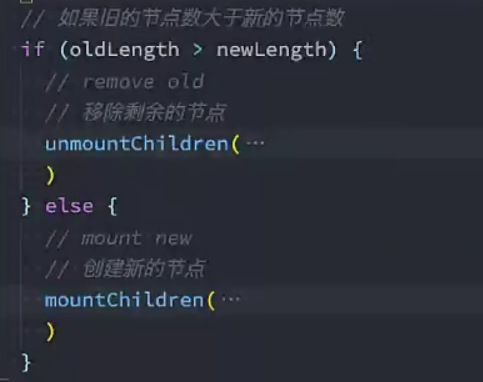 // 如果旧的节点数大于新的节点数
if (oldLength > newLength) {
// remove old
// 移除剩余的节点
unmountChildren(···
)
} else {
// mount new
// 创建新的节点
mountChildren(···
)
}